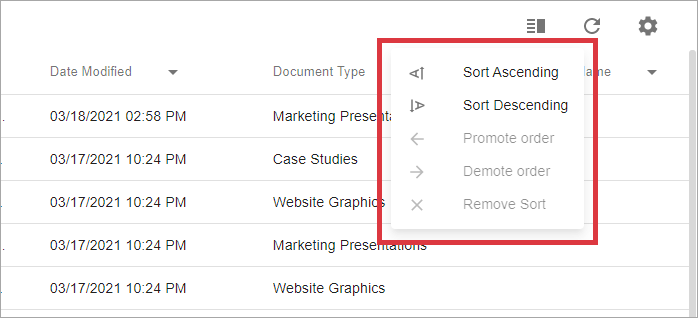 Date Modified Document Type ame
Sort Ascending
Sort Descending
Promote order
Demote order
Remove Sort
03/18/2021 02:58 PM Marketing Presenta
03/17/2021 10:24 PM Case Studies
03/17/2021 10:24 PM Website Graphics
03/17/2021 10:24 PM Marketing Presentations
03/17/2021 10:24 PM Website Graphics